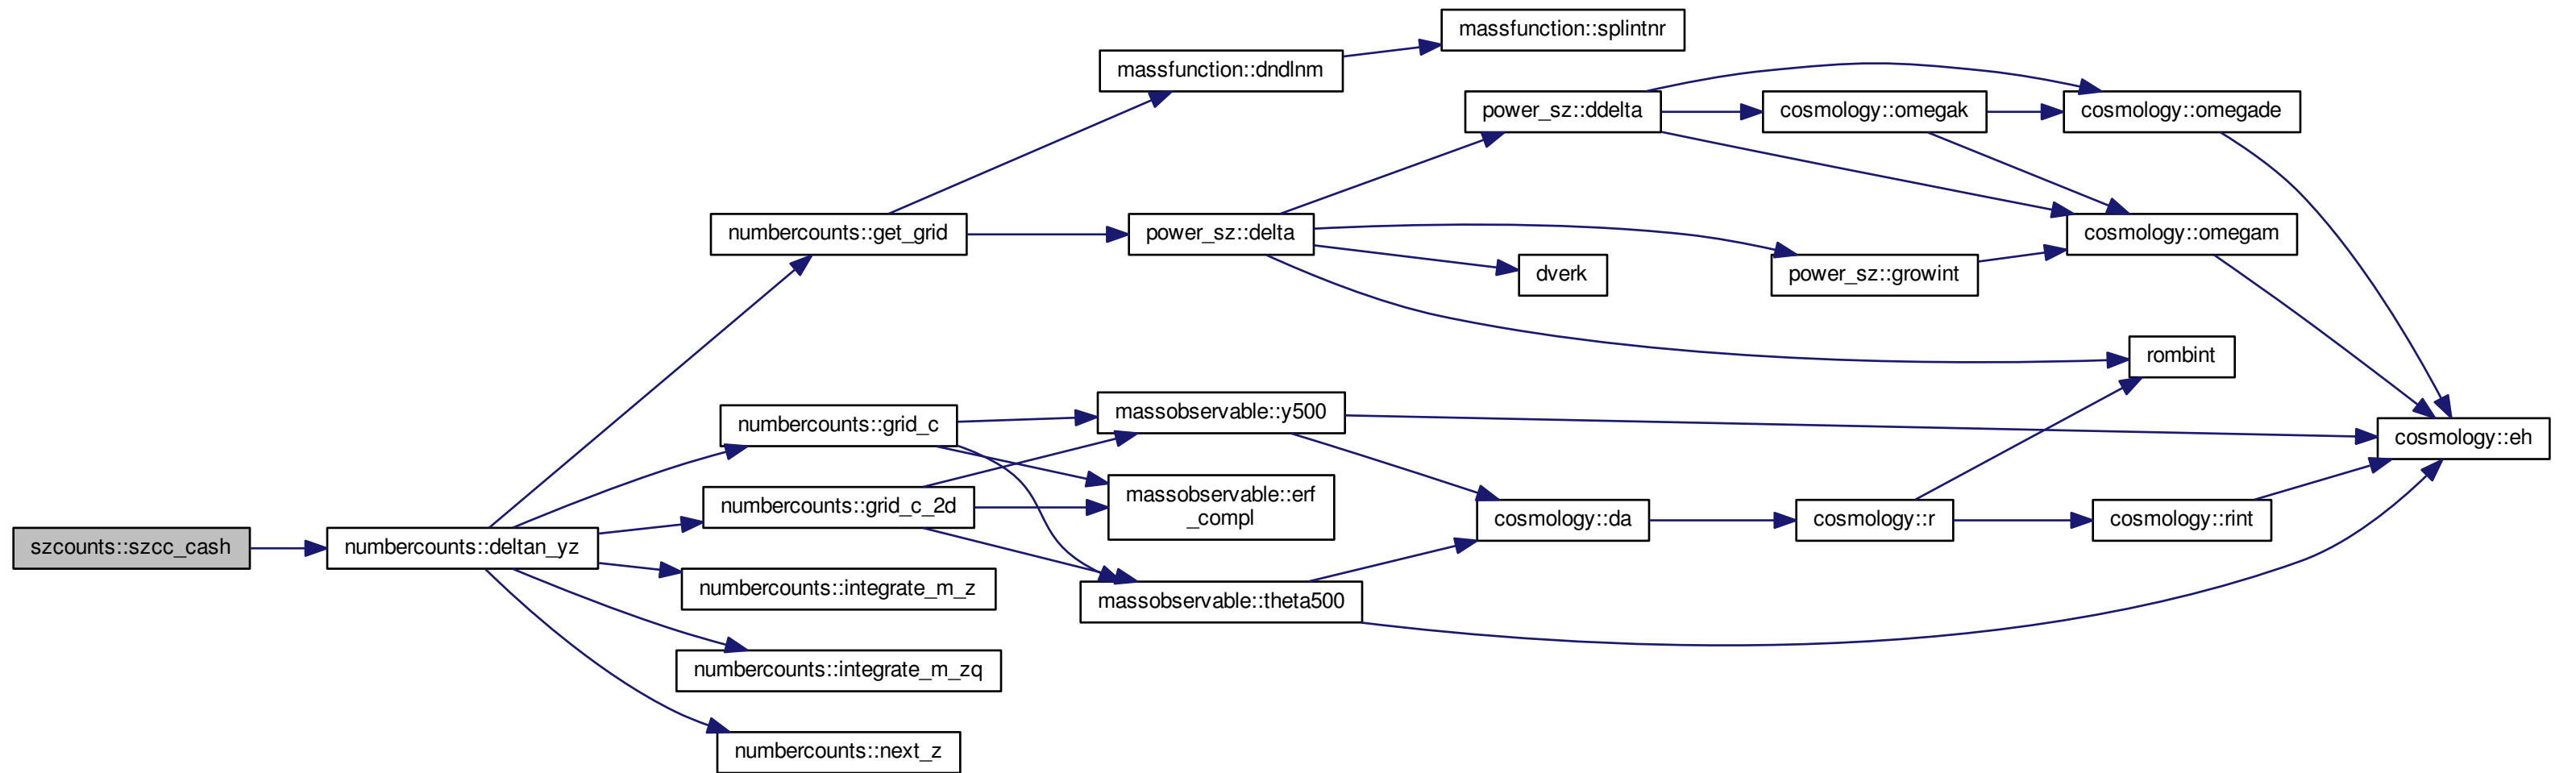 massfunction::splintnr
massfunction::dndlnm
power_sz::ddelta
cosmology::omegak
cosmology::omegade
numbercounts::get_grid
power_sz::delta
cosmology::omegam
dverk
power_sz::growint
rombint
numbercounts::grid_c
massobservable::y500
cosmology::eh
numbercounts::grid_c_2d
massobservable::erf
_compl
cosmology::da
cosmology::r
cosmology::rint
szcounts::szcc_cash
numbercounts::deltan_yz
numbercounts::integrate_m_z
massobservable::theta500
numbercounts::integrate_m_zq
numbercounts::next_z